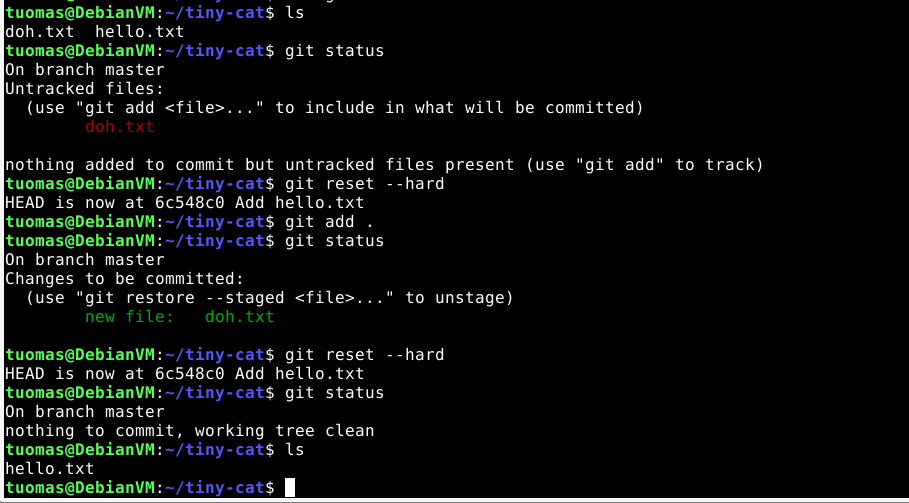 tuomas@DebianVM:~/tiny-cat$ ls
doh.txt  hello.txt
tuomas@DebianVM:~/tiny-cat$ git status
On branch master
Untracked files:
  (use "git add <file>..." to include in what will be committed)
        doh.txt

nothing added to commit but untracked files present (use "git add" to track)
tuomas@DebianVM:~/tiny-cat$ git reset --hard
HEAD is now at 6c548c0 Add hello.txt
tuomas@DebianVM:~/tiny-cat$ git add .
tuomas@DebianVM:~/tiny-cat$ git status
On branch master
Changes to be committed:
  (use "git restore --staged <file>..." to unstage)
        new file:   doh.txt

tuomas@DebianVM:~/tiny-cat$ git reset --hard
HEAD is now at 6c548c0 Add hello.txt
tuomas@DebianVM:~/tiny-cat$ git status
On branch master
nothing to commit, working tree clean
tuomas@DebianVM:~/tiny-cat$ ls
hello.txt
tuomas@DebianVM:~/tiny-cat$